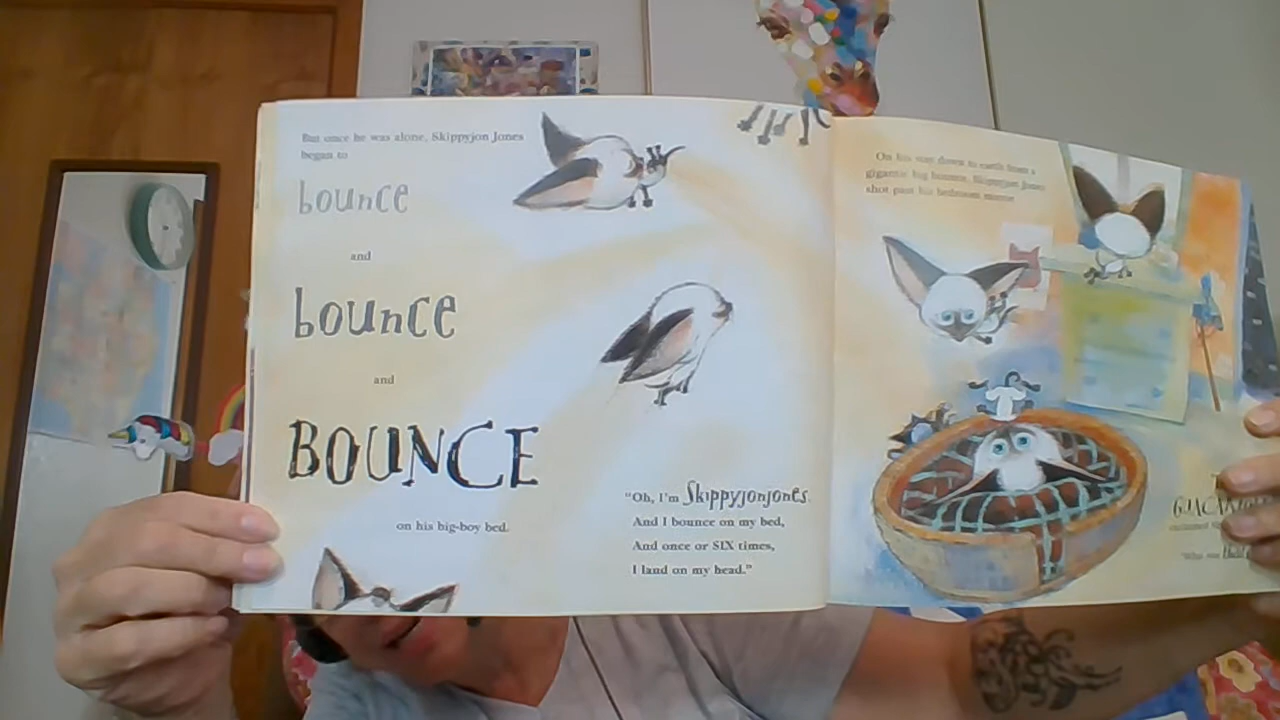 But once he was alone, Skippyjon Jones
began to
bounce
and
bounce
and
BOUNCE
on his big-boy bed.
"Oh, I'm Skippyjonjones
And I bounce on my bed,
And once or SIX times,
I land on my head."
On his way down to earth from a
gigantic big bounce, Skippyjon Jones
shot past his bedroom mirror.